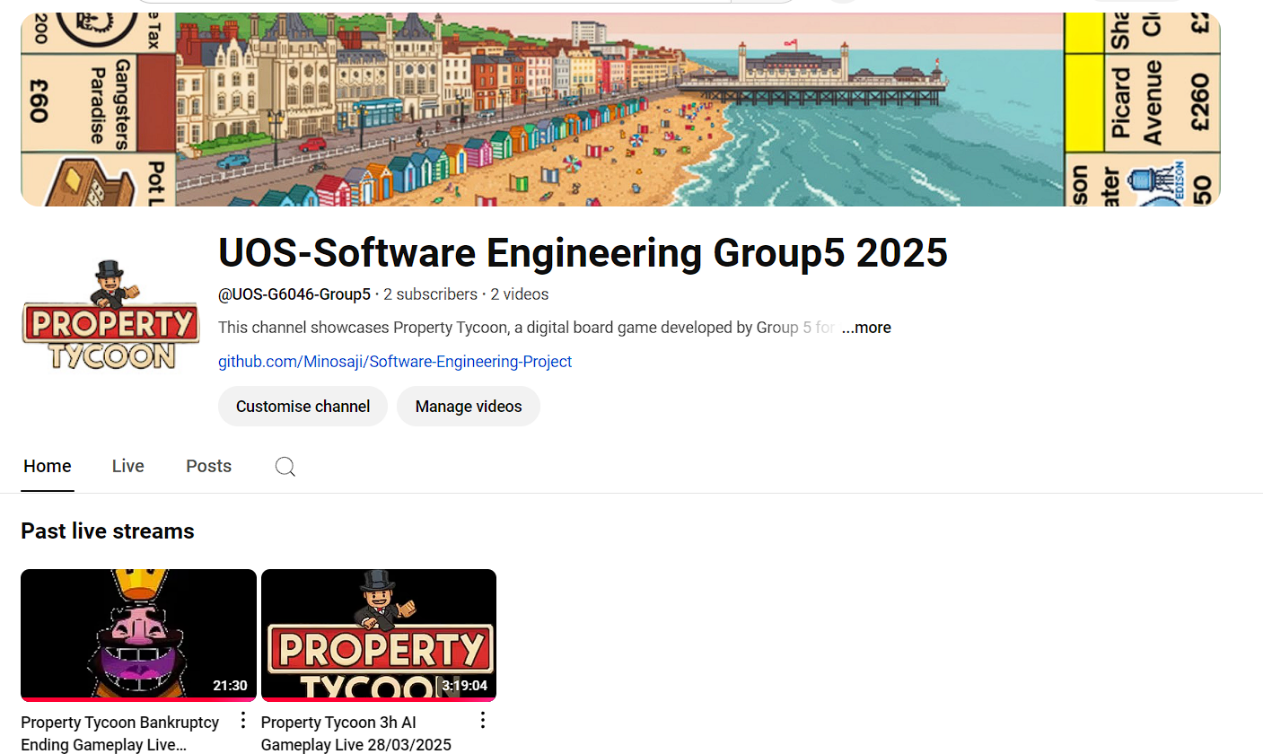 200
e Tax
£60
Gangsters
Paradise
Pot L
Sha
Cl
£2
Picard
Avenue
£260
son
ater
EDISON
50
UOS-Software Engineering Group5 2025
@UOS-G6046-Group5 · 2 subscribers · 2 videos
This channel showcases Property Tycoon, a digital board game developed by Group 5 for ...more
github.com/Minosaji/Software-Engineering-Project
PROPERTY
TYCOON
Customise channel
Manage videos
Home
Live
Posts
Past live streams
21:30
PROPERTY
TYCOON
3:19:04
Property Tycoon Bankruptcy
Ending Gameplay Live...
Property Tycoon 3h AI
Gameplay Live 28/03/2025